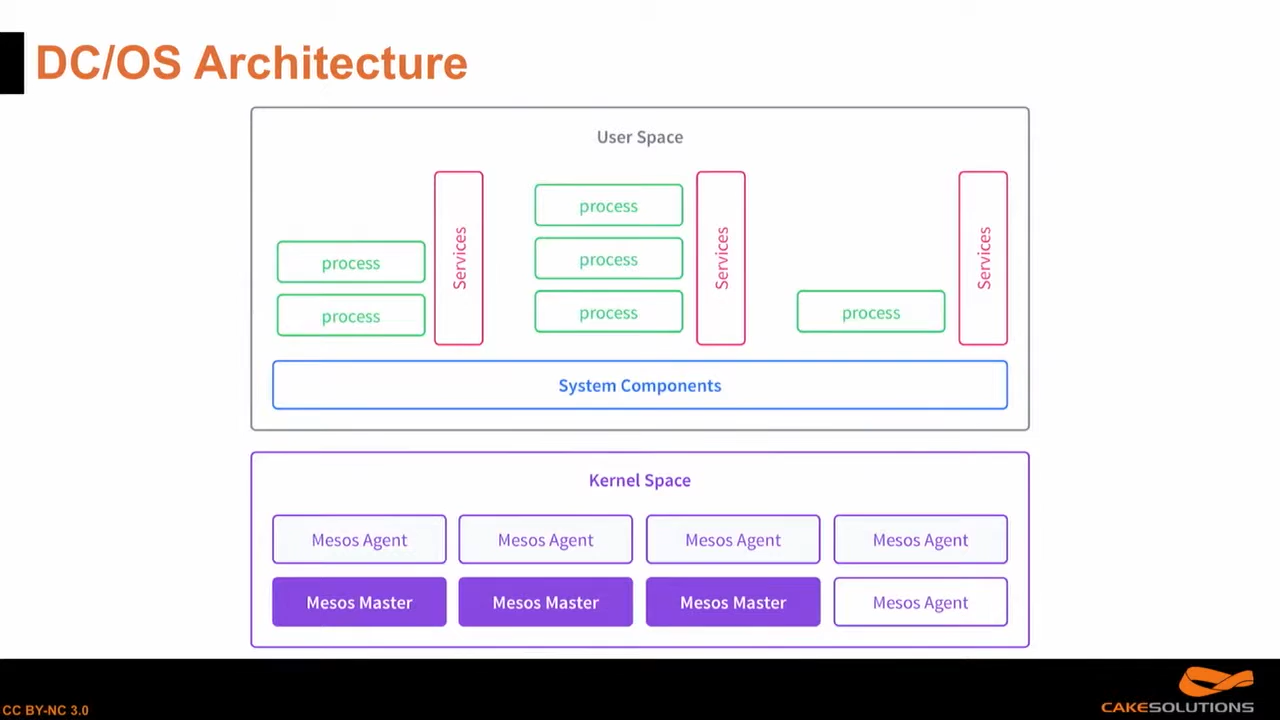 DC/OS Architecture
User Space
process
process
Services
process
process
process
Services
process
Services
System Components
Kernel Space
Mesos Agent
Mesos Agent
Mesos Agent
Mesos Agent
Mesos Master
Mesos Master
Mesos Master
Mesos Agent
CC BY-NC 3.0
CAKESOLUTIONS